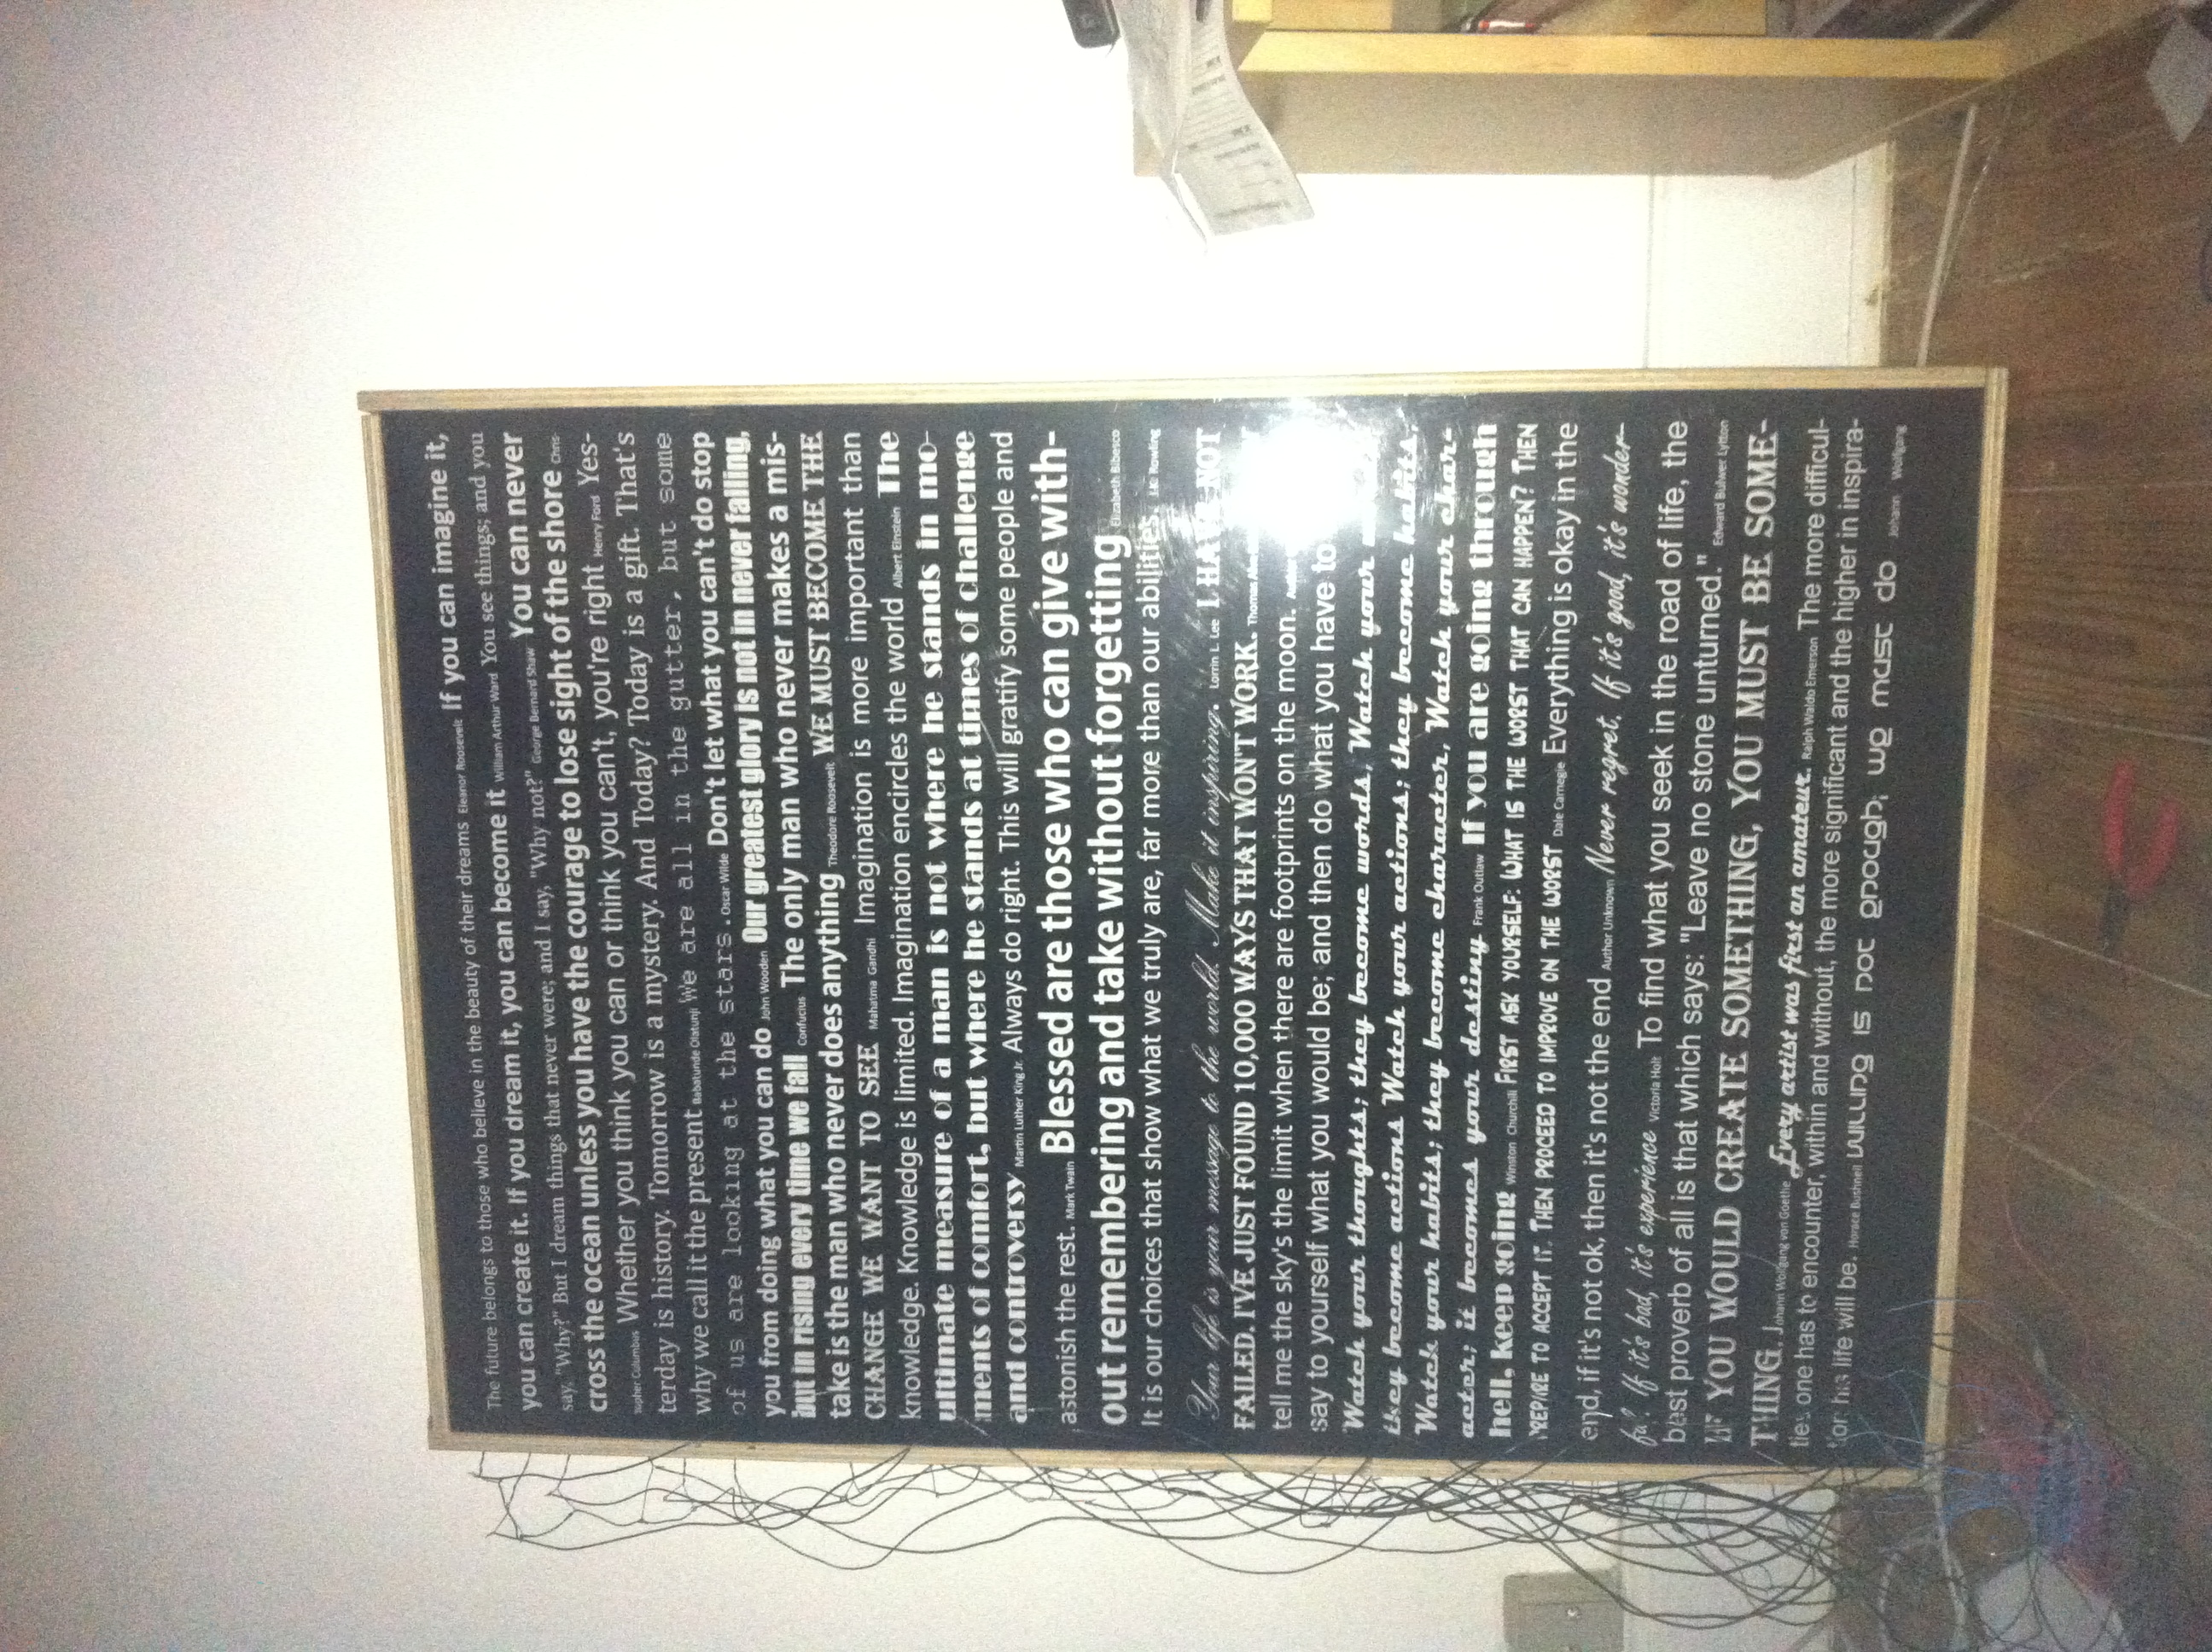 The future belongs to those who believe in the beauty of their dreams Eleanor Roosevelt If you can imagine it,
you can create it. If you dream it, you can become it William Arthur Ward You see things; and you
say, "Why?" But I dream things that never were; and I say, "Why not?" George Bernard Shaw You can never
cross the ocean unless you have the courage to lose sight of the shore Chris-
topher Columbus Whether you think you can or think you can't, you're right Henry Ford Yes-
terday is history. Tomorrow is a mystery. And Today? Today is a gift. That's
why we call it the present Babatunde Olatunji We are all in the gutter, but some
of us are looking at the stars. Oscar Wilde Don't let what you can't do stop
you from doing what you can do John Wooden Our greatest glory is not in never falling,
but in rising every time we fall Confucius The only man who never makes a mis-
take is the man who never does anything Theodore Roosevelt WE MUST BECOME THE
CHANGE WE WANT TO SEE Mahatma Gandhi Imagination is more important than
knowledge. Knowledge is limited. Imagination encircles the world Albert Einstein The
ultimate measure of a man is not where he stands in mo-
ments of comfort, but where he stands at times of challenge
and controversy Martin Luther King Jr. Always do right. This will gratify some people and
astonish the rest. Mark Twain Blessed are those who can give with-
out remembering and take without forgetting Elizabeth Bibesco
It is our choices that show what we truly are, far more than our abilities. Rowling
Your life is your message to the world. Make it inspiring. Lorrin L. Lee I HAVE NOT
FAILED. I'VE JUST FOUND 10,000 WAYS THAT WON'T WORK. Thomas
tell me the sky's the limit when there are footprints on the moon.
say to yourself what you would be; and then do what you have to
Watch your thoughts; they become words. Watch your
they become actions Watch your actions; they become habits.
Watch your habits; they become character. Watch your char-
acter; it becomes your destiny Frank Outlaw If you are going through
hell, keep going Winston Churchill FIRST ASK YOURSELF: WHAT IS THE WORST THAT CAN HAPPEN? THEN
PREPARE TO ACCEPT IT. THEN PROCEED TO IMPROVE ON THE WORST Dale Carnegie Everything is okay in the
end, if it's not ok, then it's not the end Author Unknown Never regret. If it's good, it's wonder-
ful. If it's bad, it's experience Victoria Holt To find what you seek in the road of life, the
best proverb of all is that which says: "Leave no stone unturned." Edward Bulwer Lytton
IF YOU WOULD CREATE SOMETHING, YOU MUST BE SOME-
THING. Johann Wolfgang von Goethe Every artist was first an amateur. Ralph Waldo Emerson The more difficul-
ties one has to encounter, within and without, the more significant and the higher in inspira-
tion his life will be. Horace Bushnell Willing is not enough; we must do Johann Wolfging